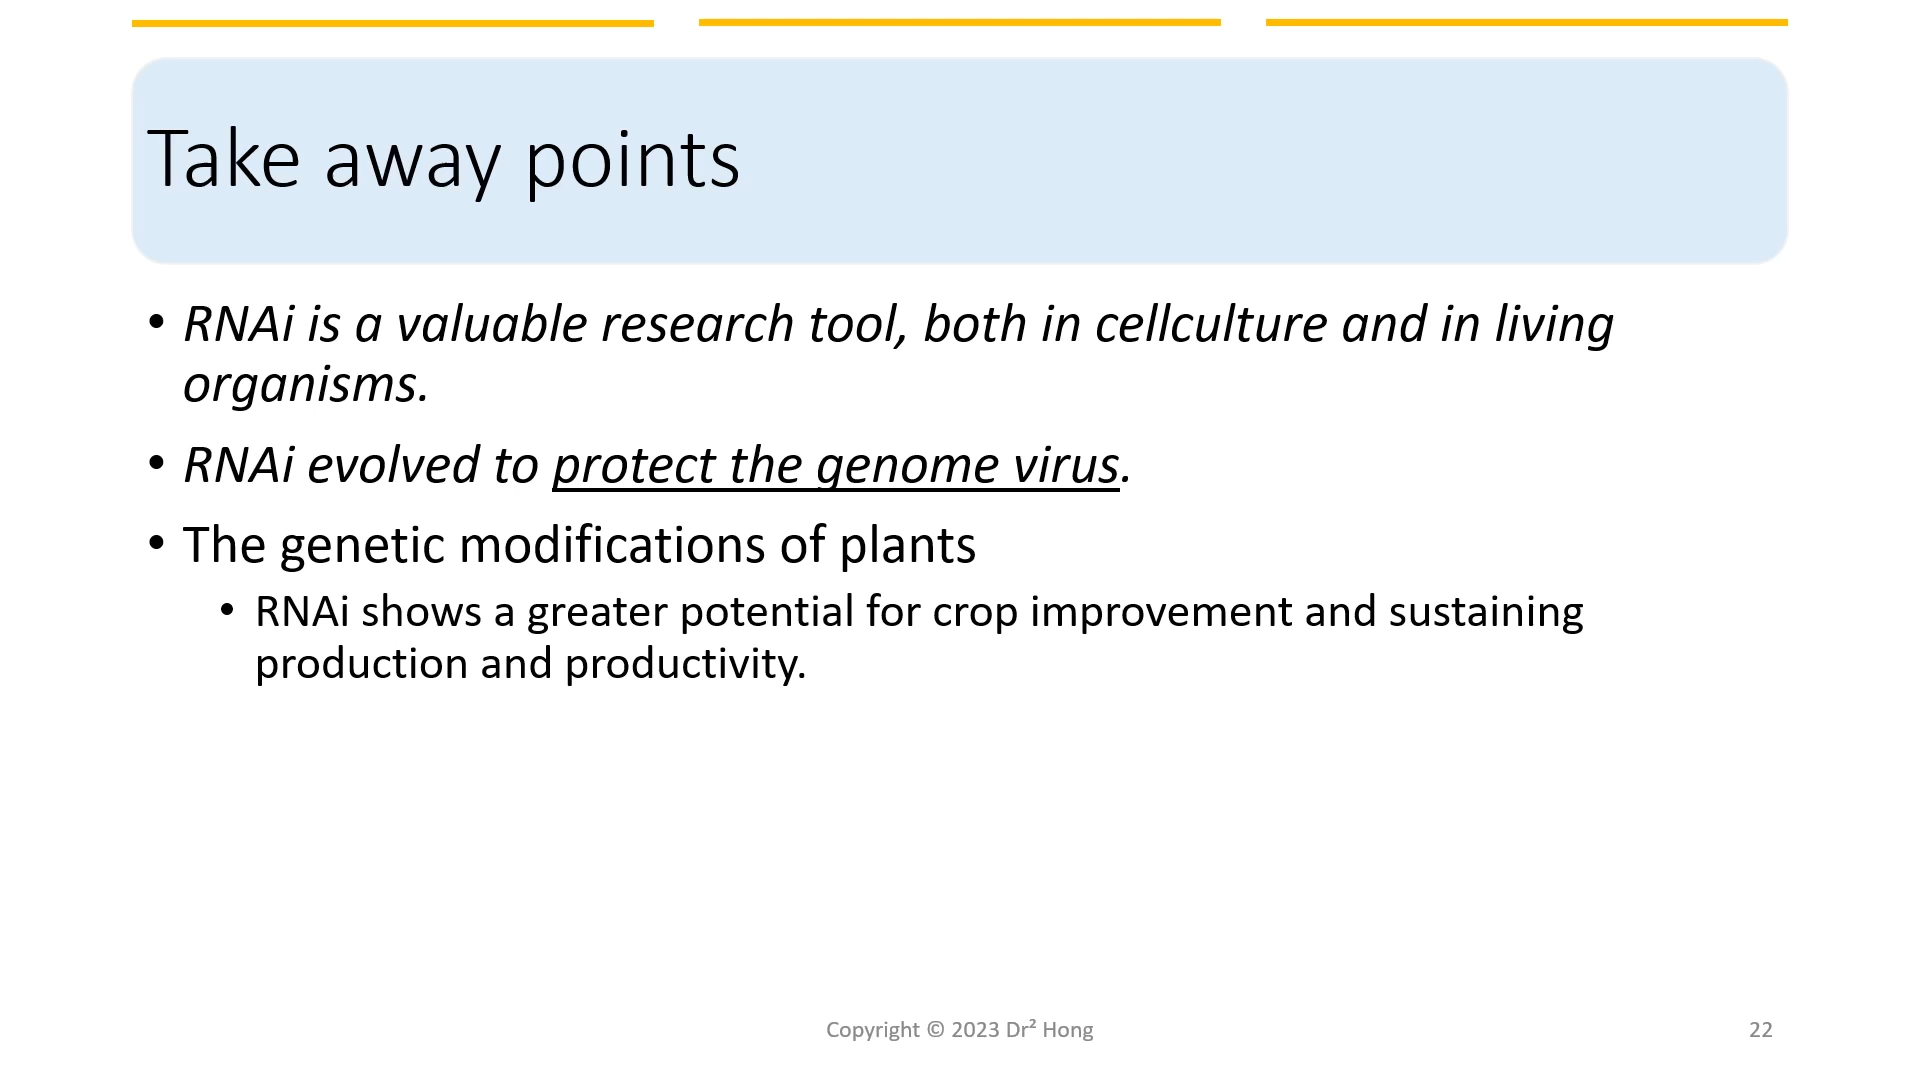 Take away points
• RNAi is a valuable research tool, both in cellculture and in living
organisms.
• RNAi evolved to protect the genome virus.
• The genetic modifications of plants
• RNAi shows a greater potential for crop improvement and sustaining
production and productivity.
Copyright © 2023 Dr² Hong
22